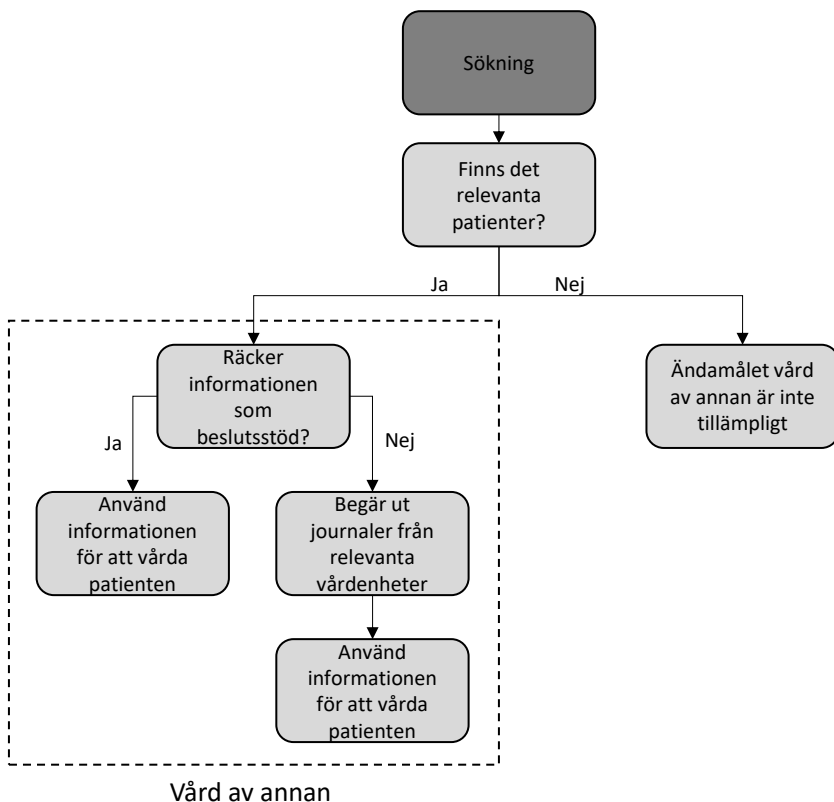 Sökning
Finns det
relevanta
patienter?
Ja
Nej
Räcker
informationen
som
beslutsstöd?
Ändamålet vård
av annan är inte
tillämpligt
Ja
Nej
Använd
informationen
för att vårda
patienten
Begär ut
journaler från
relevanta
vårdenheter
Använd
informationen
för att vårda
patienten
Vård av annan